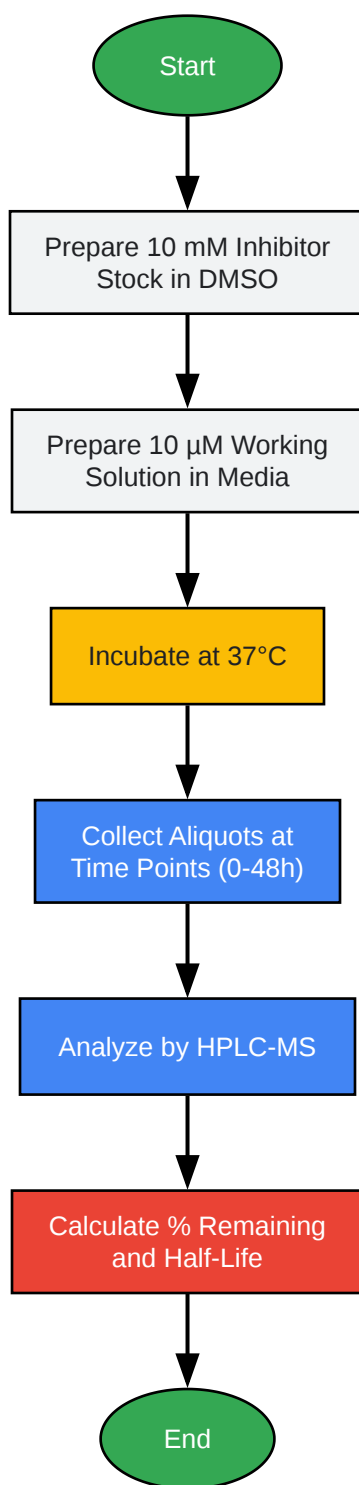 Start
Prepare 10 mM Inhibitor
Stock in DMSO
Prepare 10 µM Working
Solution in Media
Incubate at 37°C
Collect Aliquots at
Time Points (0-48h)
Analyze by HPLC-MS
Calculate % Remaining
and Half-Life
End